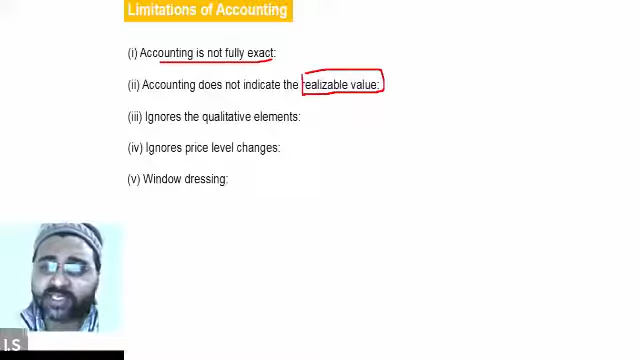 Limitations of Accounting
(i) Accounting is not fully exact:
(ii) Accounting does not indicate the realizable value:
(iii) Ignores the qualitative elements:
(iv) Ignores price level changes:
(v) Window dressing:
I.S